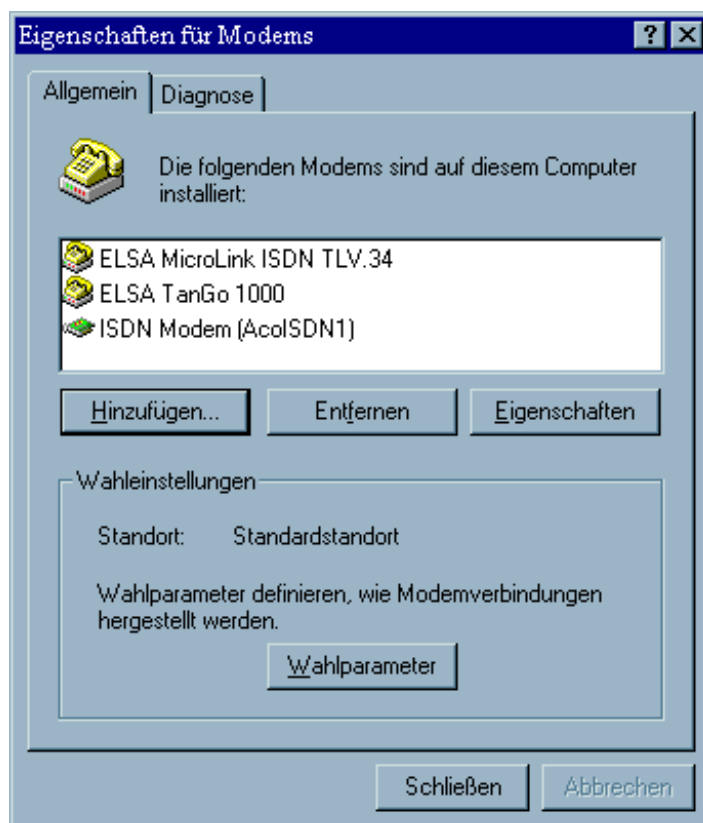 Eigenschaften für Modems
Allgemein
Diagnose
Die folgenden Modems sind auf diesem Computer
installiert:
ELSA MicroLink ISDN TLV.34
ELSA TanGo 1000
ISDN Modem (AcoISDN1)
Hinzufügen...
Entfernen
Eigenschaften
Wahleinstellungen
Standort: Standardstandort
Wahlparameter definieren, wie Modemverbindungen
hergestellt werden.
Wahlparameter
Schließen
Abbrechen